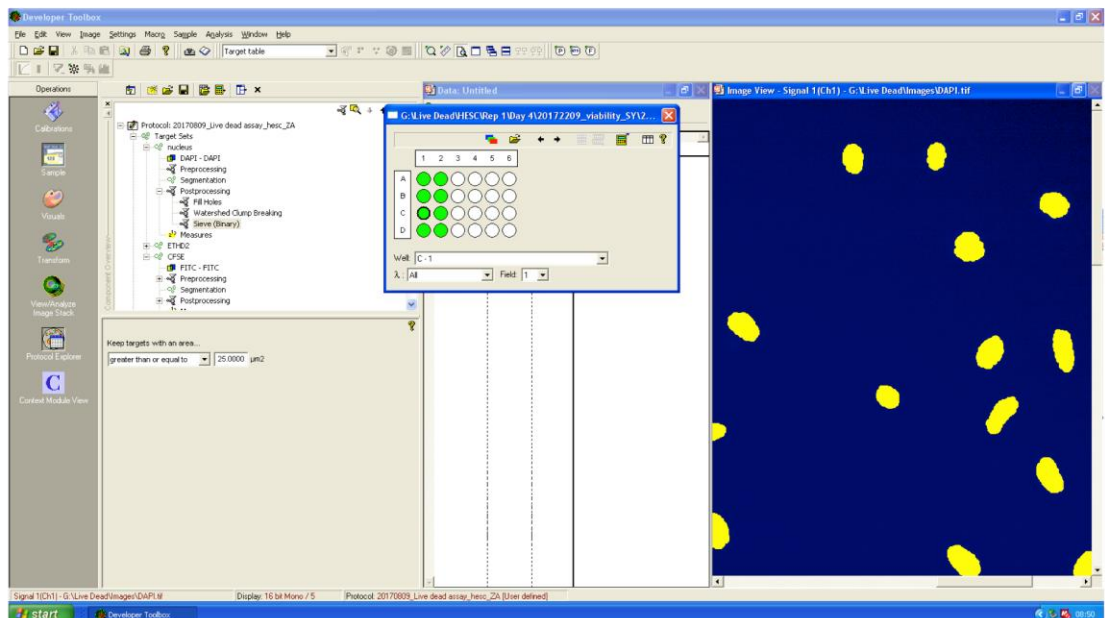 Developer Toolbox
File Edit View Image Settings Macro Sample Analysis Window Help
Target table
Operations
Calibrations
Sample
Visuals
Transform
View/Analyze
Image Stack
Protocol Explorer
C
Context Module View
Component Overview
Protocol: 20170809_Live dead assay_hesc_ZA
Target Sets
nucleus
DAPI - DAPI
Preprocessing
Segmentation
Postprocessing
Fill Holes
Watershed Clump Breaking
Sieve (Binary)
Measures
ETHD2
CFSE
FITC - FITC
Preprocessing
Segmentation
Postprocessing
Keep targets with an area...
greater than or equal to 25.0000 µm2
Data: Untitled
G:\Live Dead\HESC\Rep 1\Day 4\20172209_viability_SY\2...
1 2 3 4 5 6
A
B
C
D
Well: C - 1
λ : All Field: 1
Image View - Signal 1(Ch1) - G:\Live Dead\Images\DAPI.tif
Signal 1(Ch1) - G:\Live Dead\Images\DAPI.tif Display: 16 bit Mono / 5 Protocol: 20170809_Live dead assay_hesc_ZA [User defined]
start Developer Toolbox 08:50